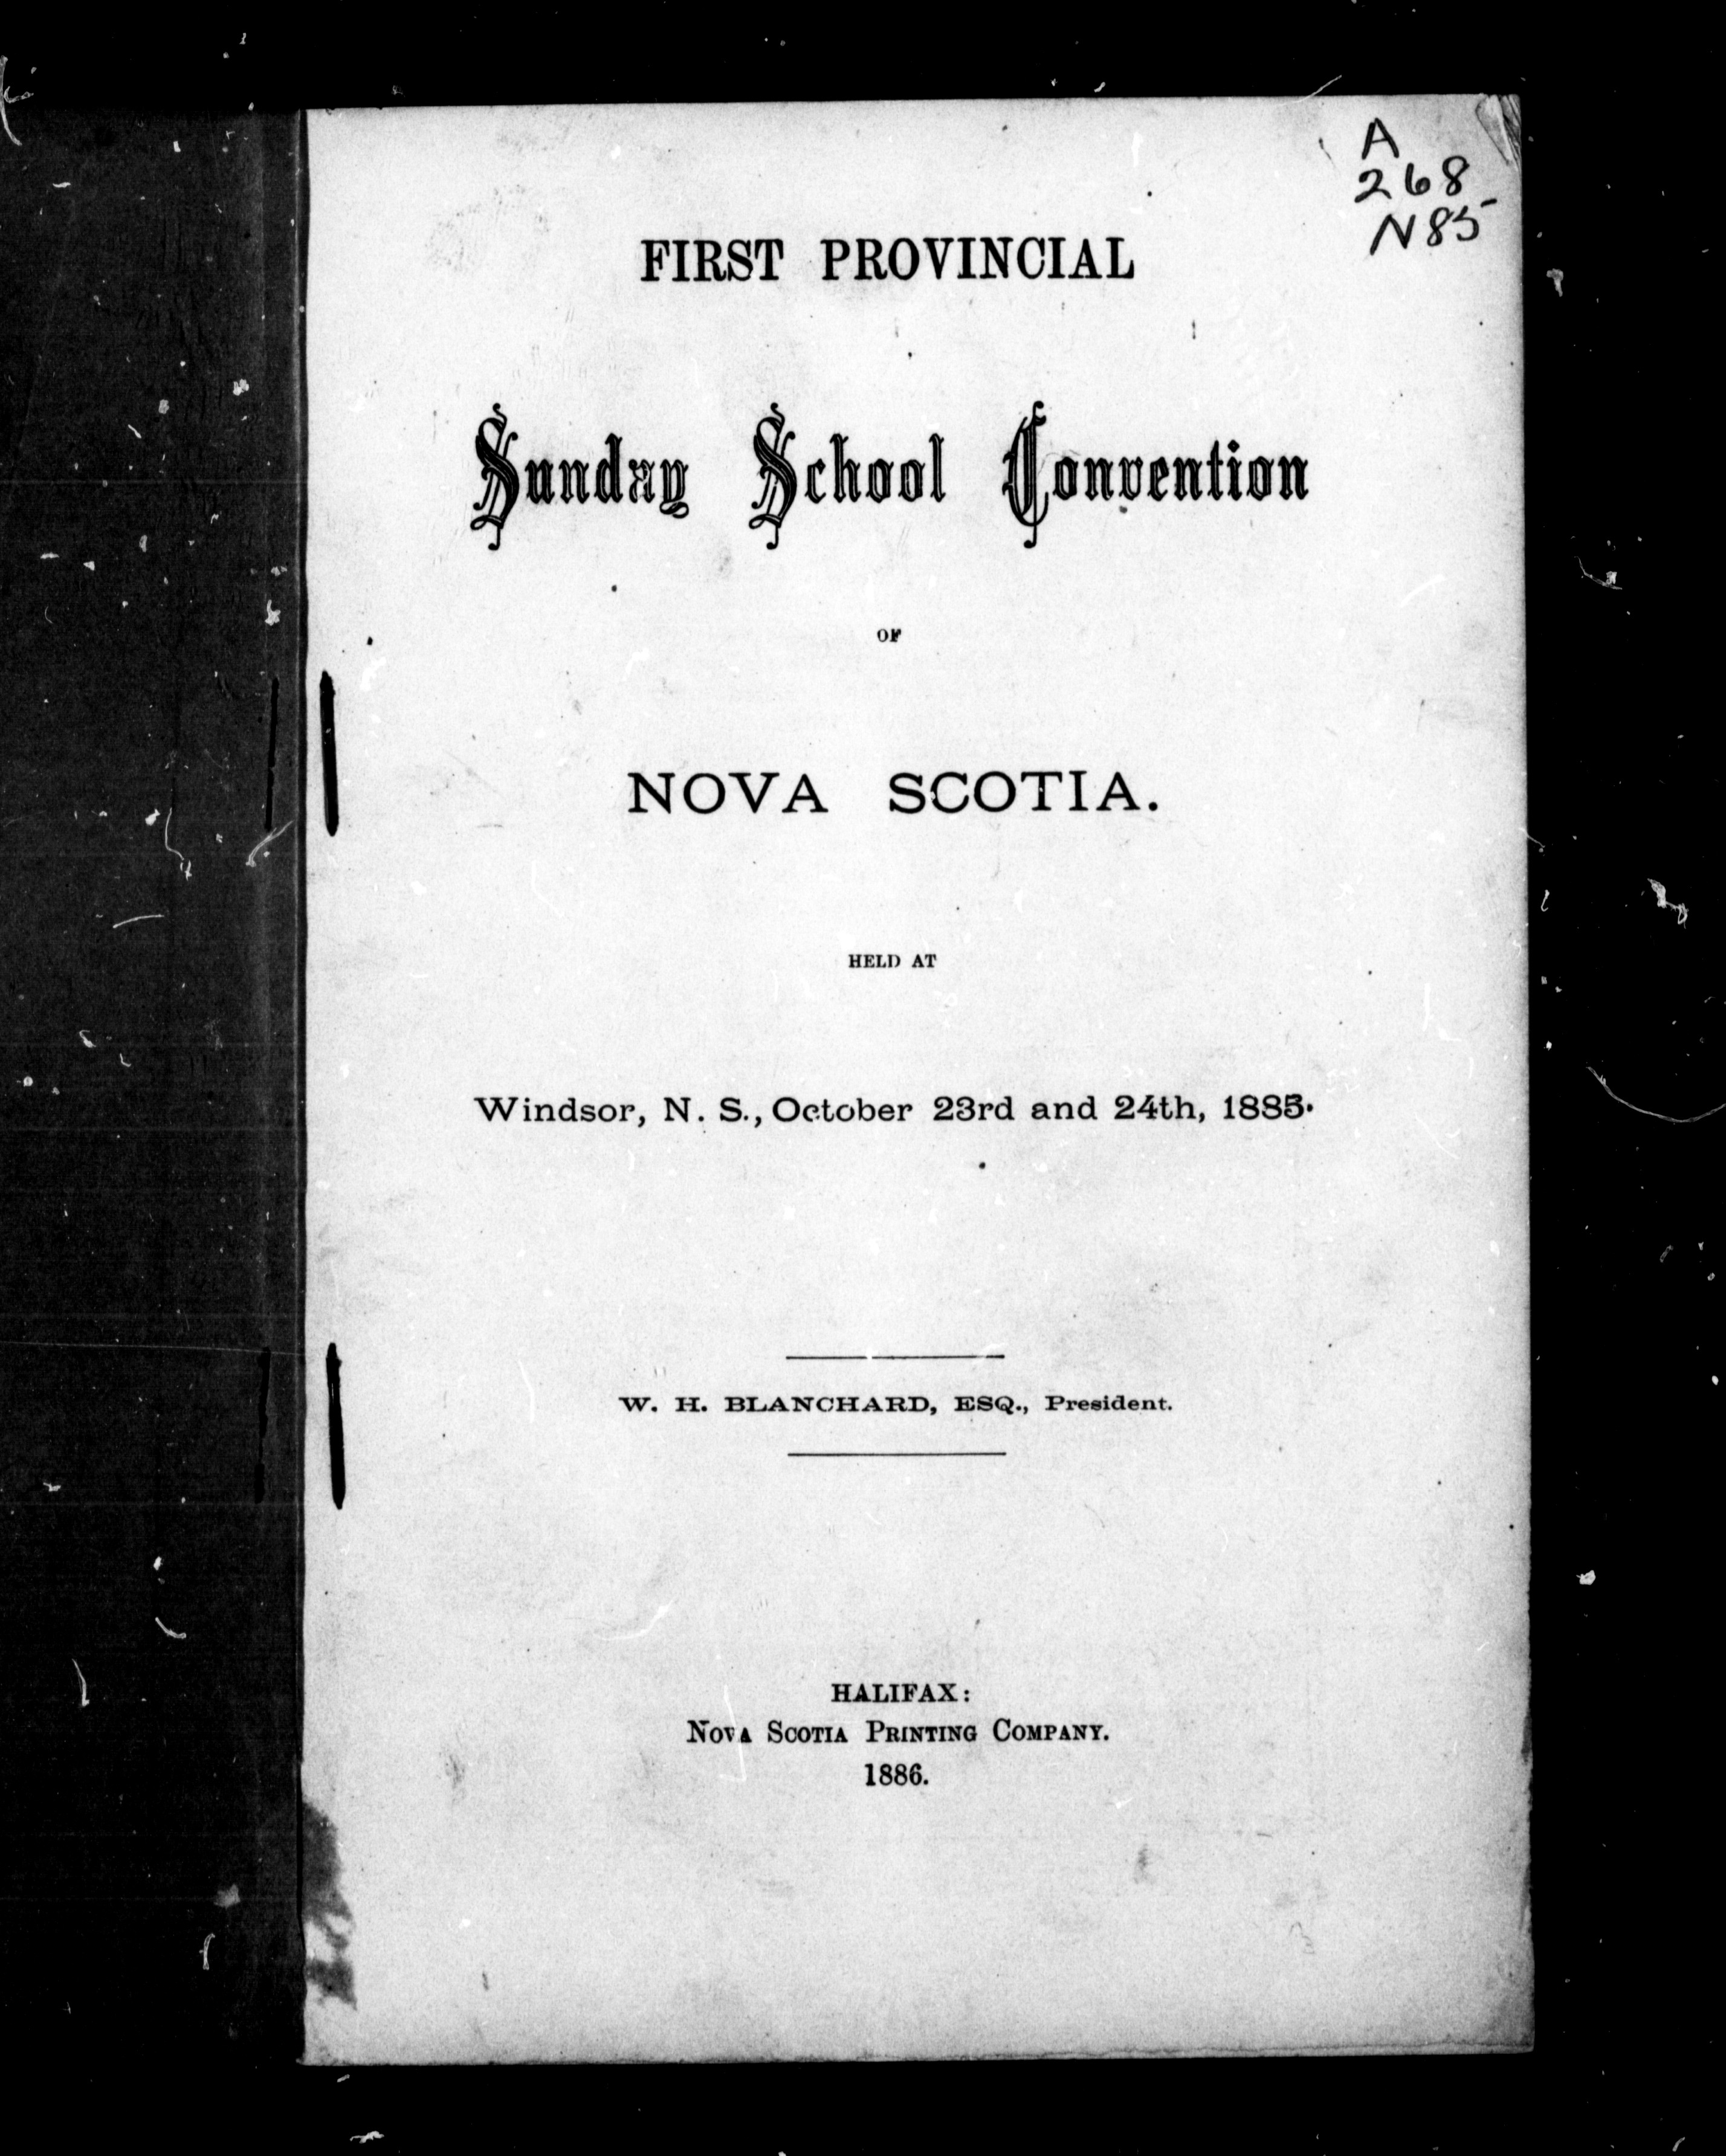 A
268
N85
FIRST PROVINCIAL
Sunday School Convention
OF
NOVA SCOTIA.
HELD AT
Windsor, N. S., October 23rd and 24th, 1885.
W. H. BLANCHARD, ESQ., President.
HALIFAX:
NOVA SCOTIA PRINTING COMPANY.
1886.